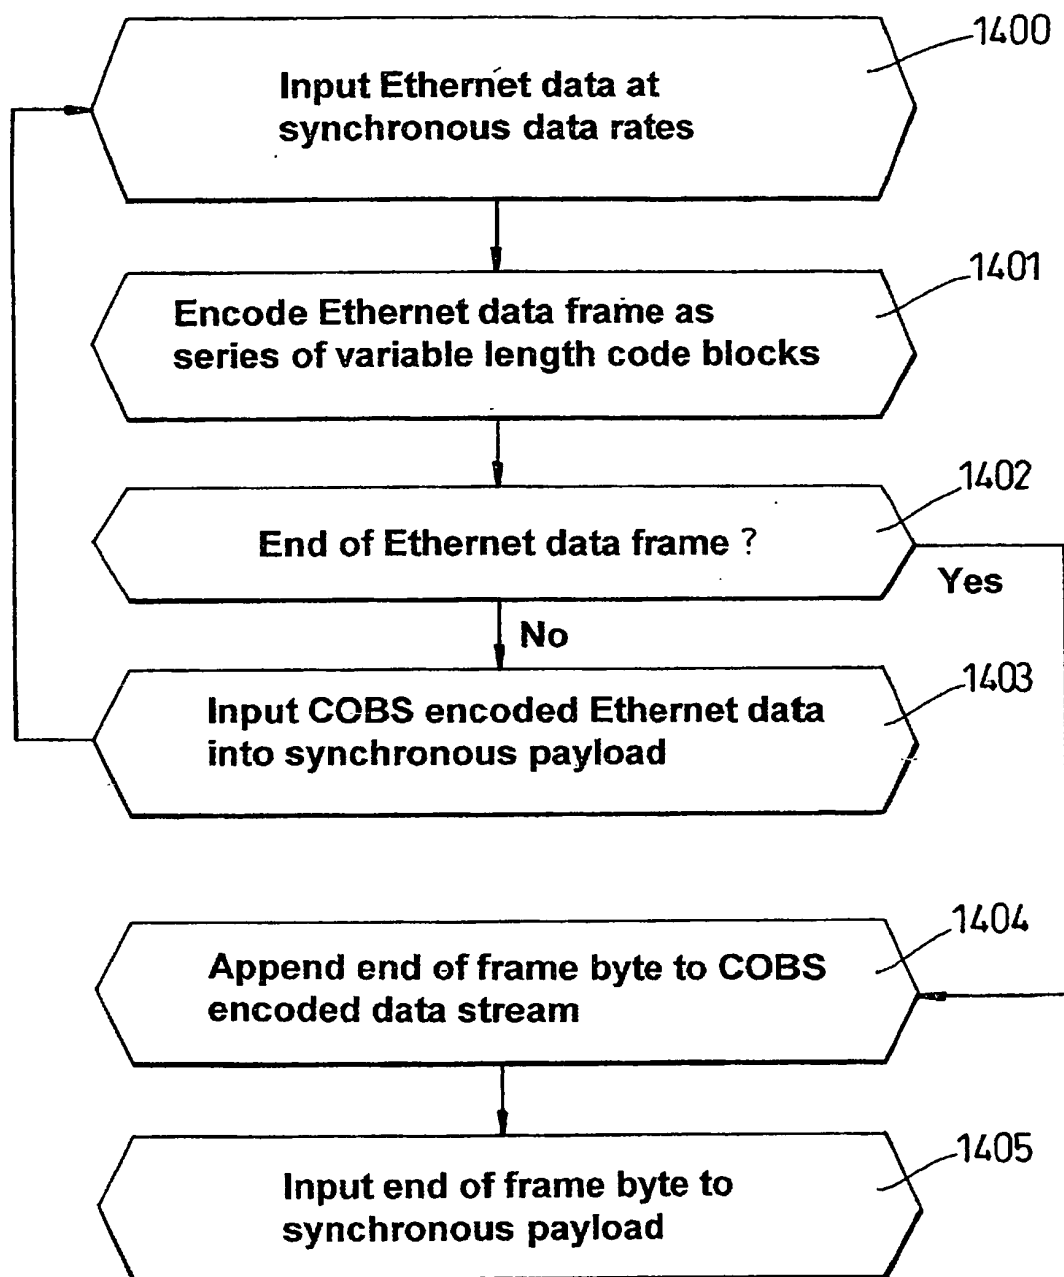 1400
Input Ethernet data at
synchronous data rates
1401
Encode Ethernet data frame as
series of variable length code blocks
1402
End of Ethernet data frame ?
Yes
No
1403
Input COBS encoded Ethernet data
into synchronous payload
1404
Append end of frame byte to COBS
encoded data stream
1405
Input end of frame byte to
synchronous payload